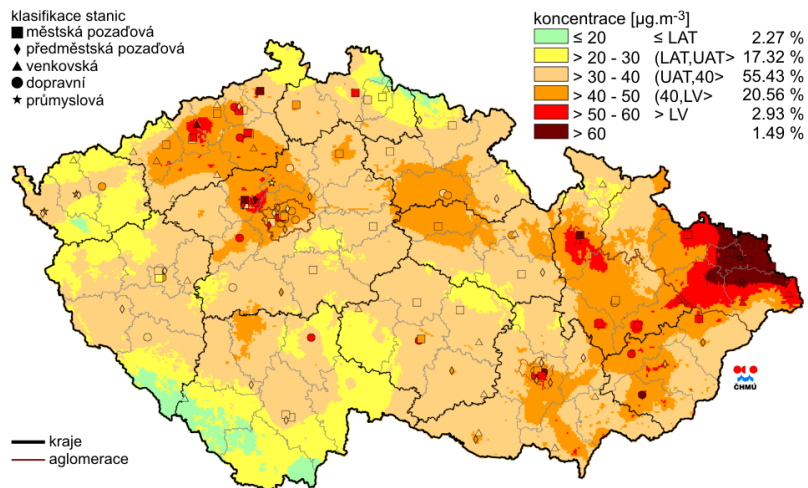 klasifikace stanic
městská pozaďová
předměstská pozaďová
venkovská
dopravní
průmyslová
koncentrace [µg.m⁻³]
≤ 20 ≤ LAT 2.27 %
> 20 - 30 (LAT,UAT> 17.32 %
> 30 - 40 (UAT,40> 55.43 %
> 40 - 50 (40,LV> 20.56 %
> 50 - 60 > LV 2.93 %
> 60 1.49 %
ČHMÚ
kraje
aglomerace